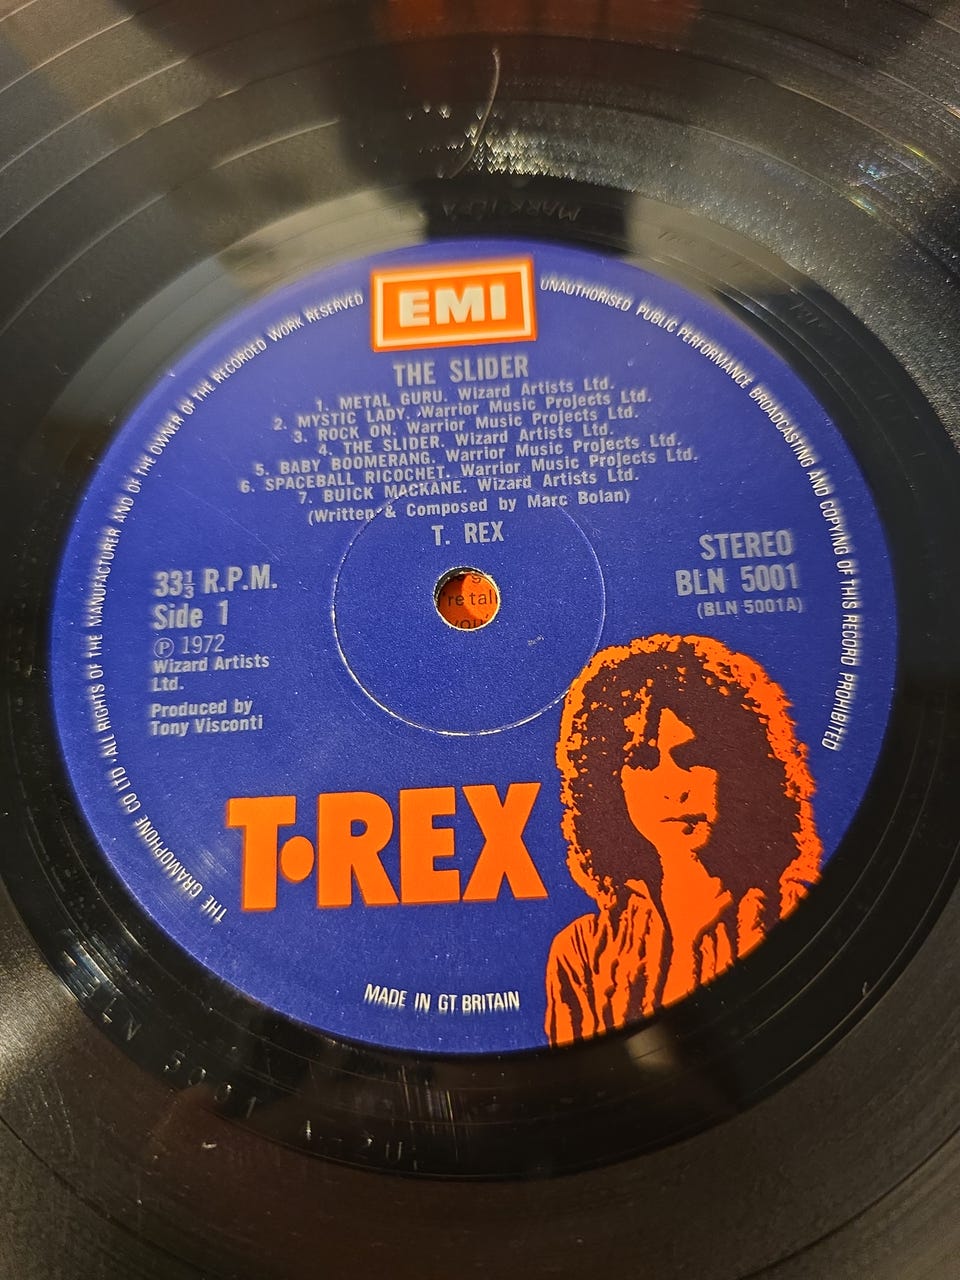 EMI
THE SLIDER
1. METAL GURU. Wizard Artists Ltd.
2. MYSTIC LADY. Warrior Music Projects Ltd.
3. ROCK ON. Warrior Music Projects Ltd.
4. THE SLIDER. Wizard Artists Ltd.
5. BABY BOOMERANG. Warrior Music Projects Ltd.
6. SPACEBALL RICOCHET. Warrior Music Projects Ltd.
7. BUICK MACKANE. Wizard Artists Ltd.
(Written & Composed by Marc Bolan)
T. REX
33⅓ R.P.M.
Side 1
Ⓟ 1972
Wizard Artists
Ltd.
Produced by
Tony Visconti
STEREO
BLN 5001
(BLN 5001A)
re tal
T·REX
MADE IN GT BRITAIN
THE GRAMOPHONE CO LTD · ALL RIGHTS OF THE MANUFACTURER AND OF THE OWNER OF THE RECORDED WORK RESERVED
UNAUTHORISED PUBLIC PERFORMANCE BROADCASTING AND COPYING OF THIS RECORD PROHIBITED